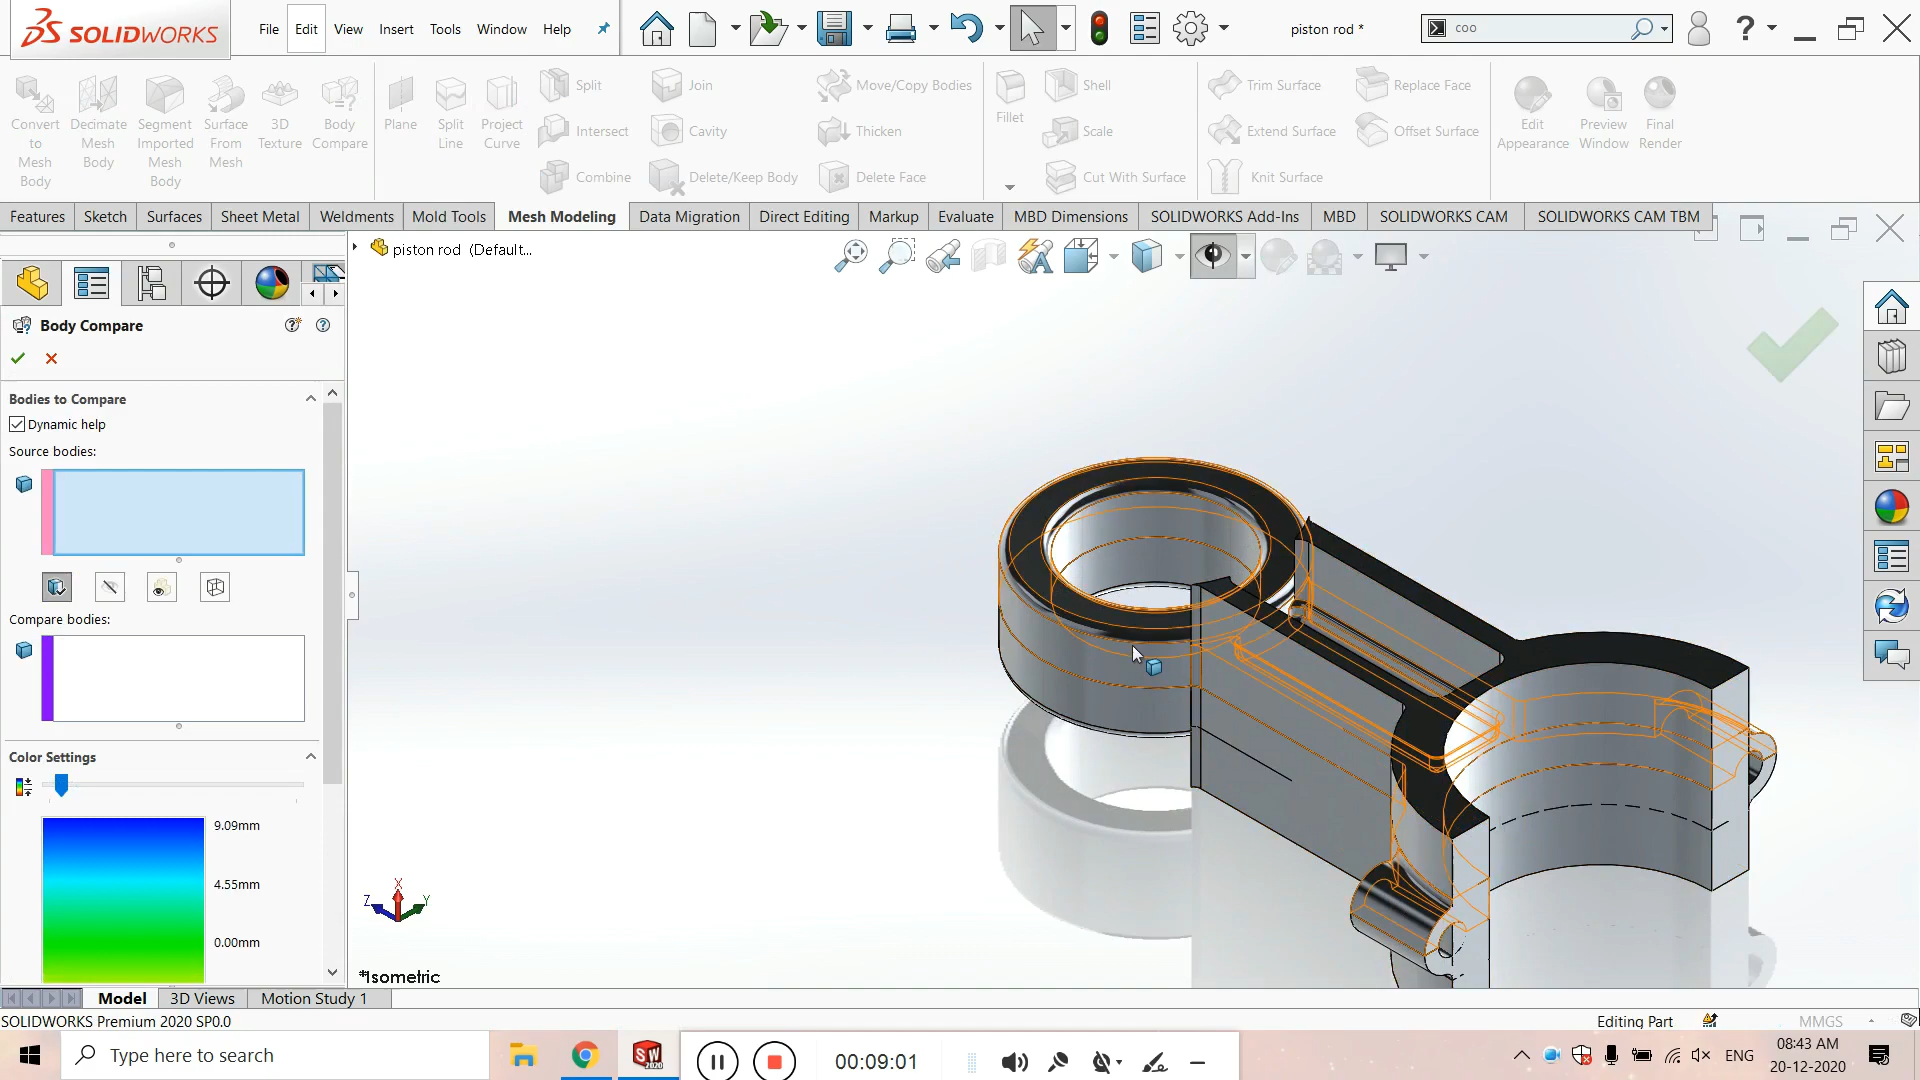 SOLIDWORKS
File Edit View Insert Tools Window Help
piston rod *
coo
Convert to Mesh Body
Decimate Mesh Body
Segment Imported Mesh Body
Surface From Mesh
3D Texture
Body Compare
Plane
Split Line
Project Curve
Split
Intersect
Combine
Join
Cavity
Delete/Keep Body
Move/Copy Bodies
Thicken
Delete Face
Fillet
Shell
Scale
Cut With Surface
Trim Surface
Extend Surface
Knit Surface
Replace Face
Offset Surface
Edit Appearance
Preview Window
Final Render
Features Sketch Surfaces Sheet Metal Weldments Mold Tools Mesh Modeling Data Migration Direct Editing Markup Evaluate MBD Dimensions SOLIDWORKS Add-Ins MBD SOLIDWORKS CAM SOLIDWORKS CAM TBM
piston rod (Default...
Body Compare
Bodies to Compare
Dynamic help
Source bodies:
Compare bodies:
Color Settings
9.09mm
4.55mm
0.00mm
X
Z
Y
*Isometric
Model 3D Views Motion Study 1
SOLIDWORKS Premium 2020 SP0.0
Editing Part
MMGS
Type here to search
SW
2020
00:09:01
ENG
08:43 AM
20-12-2020